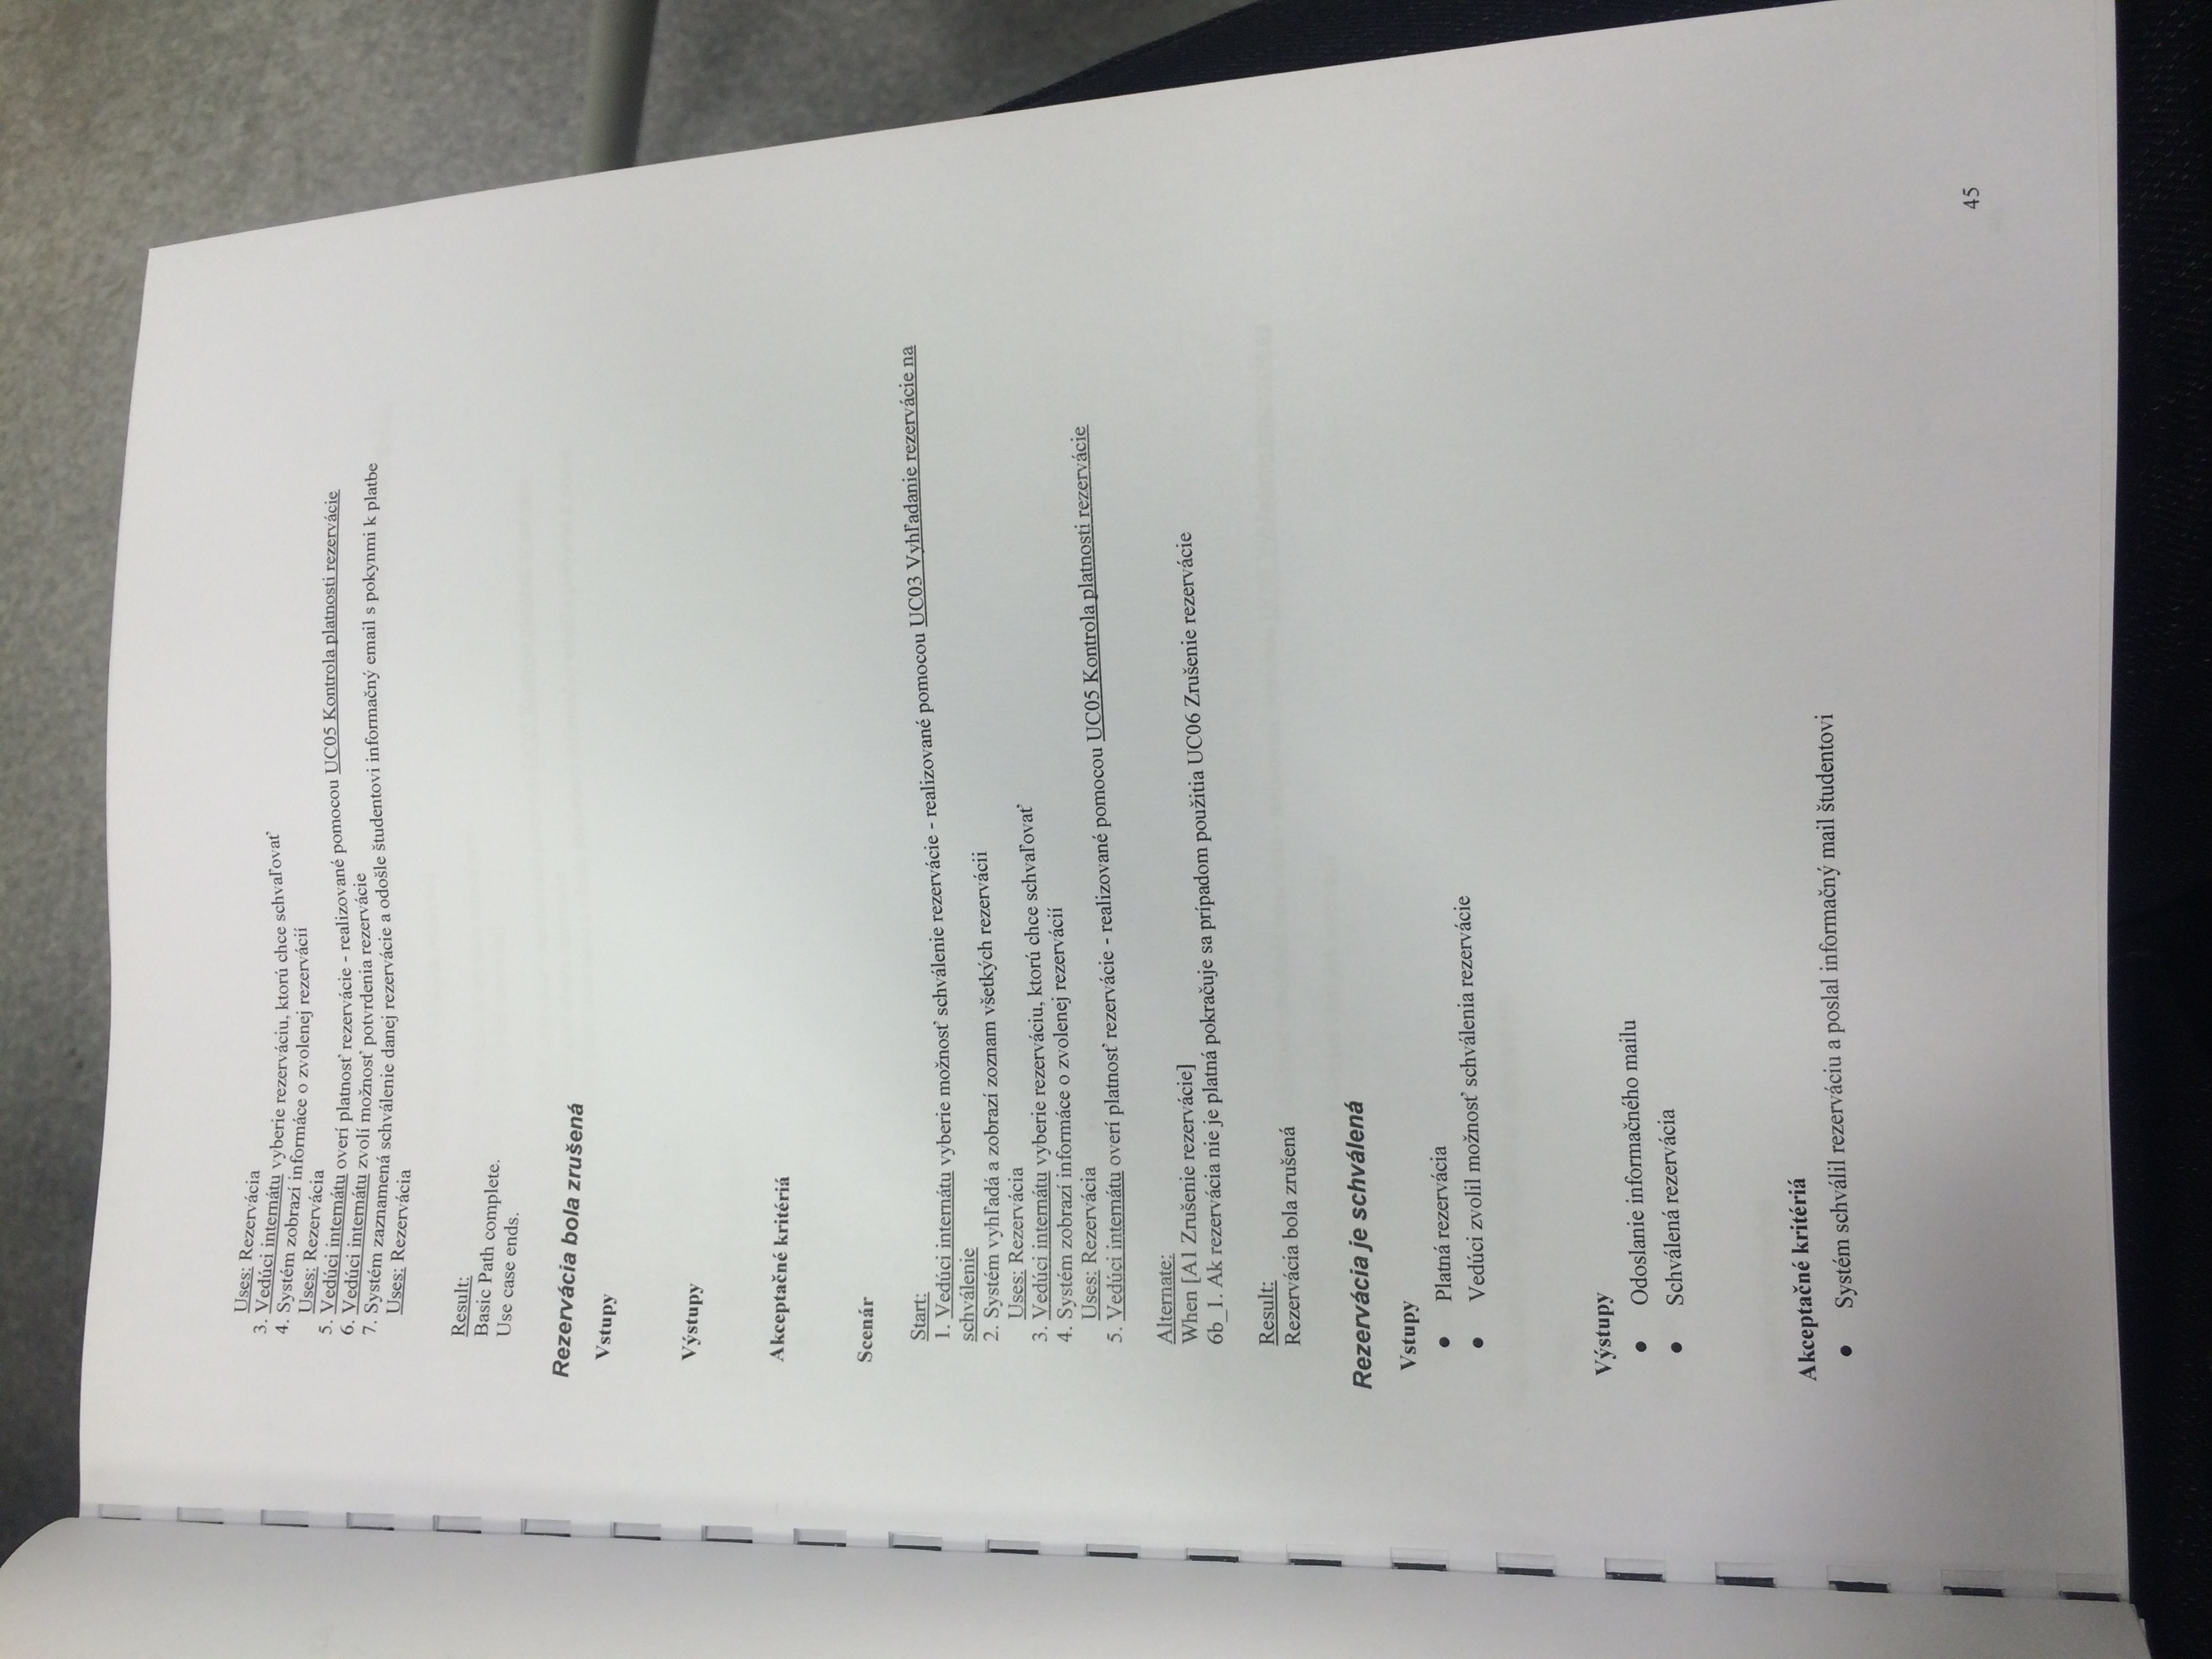 Uses: Rezervácia
3. Vedúci internátu vyberie rezerváciu, ktorú chce schvaľovať
4. Systém zobrazí informáce o zvolenej rezervácií
Uses: Rezervácia
5. Vedúci internátu overí platnosť rezervácie - realizované pomocou UC05 Kontrola platnosti rezervácie
6. Vedúci internátu zvolí možnosť potvrdenia rezervácie
7. Systém zaznamená schválenie danej rezervácie a odošle študentovi informačný email s pokynmi k platbe
Uses: Rezervácia
Result:
Basic Path complete.
Use case ends.
Rezervácia bola zrušená
Vstupy
Výstupy
Akceptačné kritériá
Scenár
Start:
1. Vedúci internátu vyberie možnosť schválenie rezervácie - realizované pomocou UC03 Vyhľadanie rezervácie na
schválenie
2. Systém vyhľadá a zobrazí zoznam všetkých rezervácii
Uses: Rezervácia
3. Vedúci internátu vyberie rezerváciu, ktorú chce schvaľovať
4. Systém zobrazí informáce o zvolenej rezervácií
Uses: Rezervácia
5. Vedúci internátu overí platnosť rezervácie - realizované pomocou UC05 Kontrola platnosti rezervácie
Alternate:
When [A1 Zrušenie rezervácie]
6b_1. Ak rezervácia nie je platná pokračuje sa prípadom použitia UC06 Zrušenie rezervácie
Result:
Rezervácia bola zrušená
Rezervácia je schválená
Vstupy
● Platná rezervácia
● Vedúci zvolil možnosť schválenia rezervácie
Výstupy
● Odoslanie informačného mailu
● Schválená rezervácia
Akceptačné kritériá
● Systém schválil rezerváciu a poslal informačný mail študentovi
45